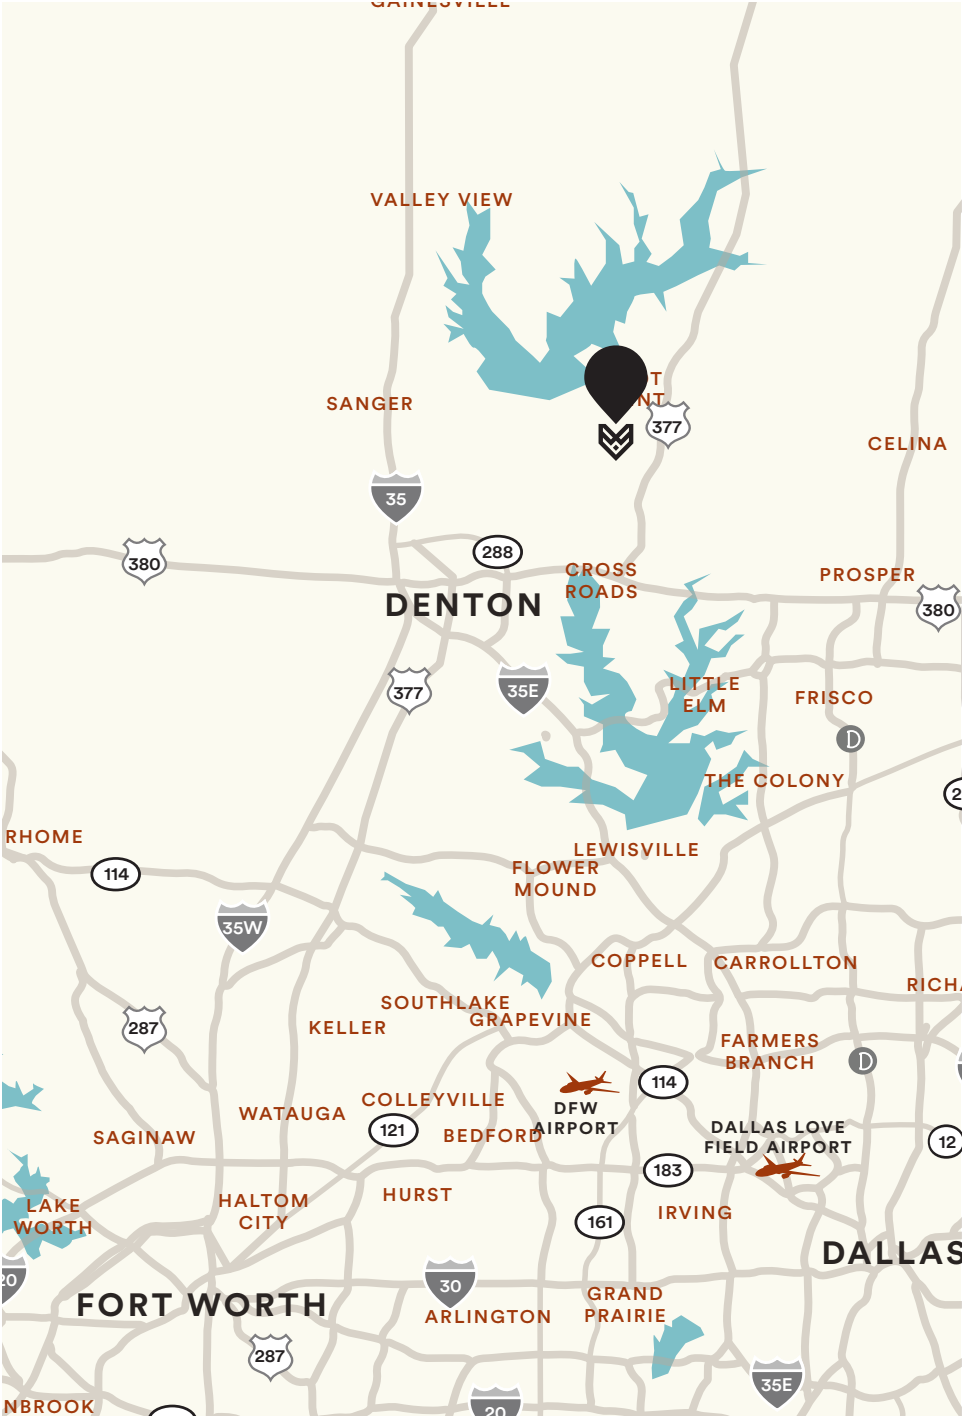 GAINESVILLE
VALLEY VIEW
SANGER
377
CELINA
35
288
380
CROSS
ROADS
PROSPER
380
DENTON
377
35E
LITTLE
ELM
FRISCO
D
THE COLONY
RHOME
LEWISVILLE
114
FLOWER
MOUND
35W
COPPELL
CARROLLTON
SOUTHLAKE
GRAPEVINE
287
KELLER
FARMERS
BRANCH
D
114
COLLEYVILLE
DFW
AIRPORT
WATAUGA
121
BEDFORD
DALLAS LOVE
FIELD AIRPORT
12
SAGINAW
183
HURST
HALTOM
CITY
LAKE
WORTH
161
IRVING
DALLAS
20
30
FORT WORTH
GRAND
PRAIRIE
ARLINGTON
287
35E
NBROOK
20